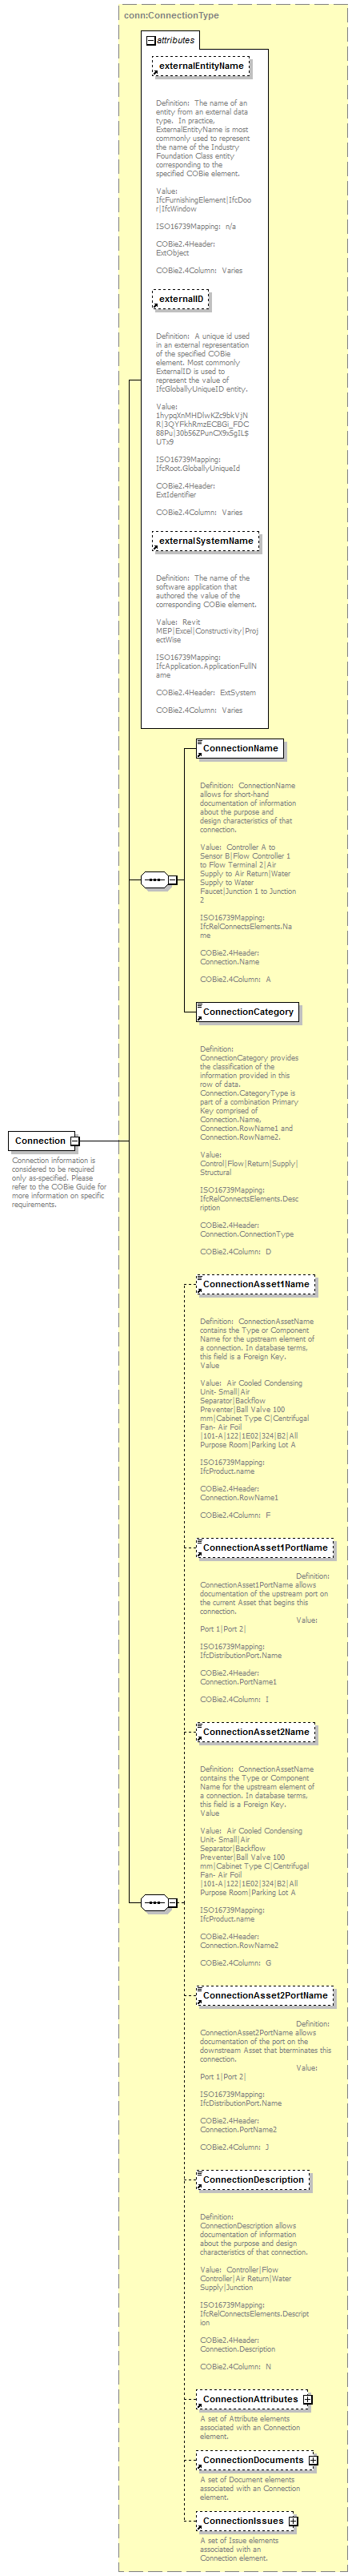 conn:ConnectionType
attributes
externalEntityName
Definition: The name of an
entity from an external data
type. In practice,
ExternalEntityName is most
commonly used to represent
the name of the Industry
Foundation Class entity
corresponding to the
specified COBie element.
Value:
IfcFurnishingElement|IfcDoo
r|IfcWindow
ISO16739Mapping: n/a
COBie2.4Header:
ExtObject
COBie2.4Column: Varies
externalID
Definition: A unique id used
in an external representation
of the specified COBie
element. Most commonly
ExternalID is used to
represent the value of
IfcGloballyUniqueID entity.
Value:
ISO16739Mapping:
IfcRoot.GloballyUniqueId
COBie2.4Header:
ExtIdentifier
COBie2.4Column: Varies
externalSystemName
Definition: The name of the
software application that
authored the value of the
corresponding COBie element.
Value: Revit
MEP|Excel|Constructivity|Proj
ectWise
ISO16739Mapping:
IfcApplication.ApplicationFullN
ame
COBie2.4Header: ExtSystem
COBie2.4Column: Varies
ConnectionName
Definition: ConnectionName
allows for short-hand
documentation of information
about the purpose and
design characteristics of that
connection.
Value: Controller A to
Sensor B|Flow Controller 1
to Flow Terminal 2|Air
Supply to Air Return|Water
Supply to Water
Faucet|Junction 1 to Junction
2
ISO16739Mapping:
IfcRelConnectsElements.Na
me
COBie2.4Header:
Connection.Name
COBie2.4Column: A
ConnectionCategory
Definition:
ConnectionCategory provides
the classification of the
information provided in this
row of data.
Connection.CategoryType is
part of a combination Primary
Key comprised of
Connection.Name,
Connection.RowName1 and
Connection.RowName2.
Value:
Control|Flow|Return|Supply|
Structural
ISO16739Mapping:
IfcRelConnectsElements.Desc
ription
COBie2.4Header:
Connection.ConnectionType
COBie2.4Column: D
Connection
Connection information is
considered to be required
only as-specified. Please
refer to the COBie Guide for
more information on specific
requirements.
ConnectionAsset1Name
Definition: ConnectionAssetName
contains the Type or Component
Name for the upstream element of
a connection. In database terms,
this field is a Foreign Key.
Value
Value: Air Cooled Condensing
Unit- Small|Air
Separator|Backflow
Preventer|Ball Valve 100
mm|Cabinet Type C|Centrifugal
Fan- Air Foil
|101-A|122|1E02|324|B2|All
Purpose Room|Parking Lot A
ISO16739Mapping:
IfcProduct.name
COBie2.4Header:
Connection.RowName1
COBie2.4Column: F
ConnectionAsset1PortName
Definition:
ConnectionAsset1PortName allows
documentation of the upstream port on
the current Asset that begins this
connection.
Value:
Port 1|Port 2|
ISO16739Mapping:
IfcDistributionPort.Name
COBie2.4Header:
Connection.PortName1
COBie2.4Column: I
ConnectionAsset2Name
Definition: ConnectionAssetName
contains the Type or Component
Name for the upstream element of
a connection. In database terms,
this field is a Foreign Key.
Value
Value: Air Cooled Condensing
Unit- Small|Air
Separator|Backflow
Preventer|Ball Valve 100
mm|Cabinet Type C|Centrifugal
Fan- Air Foil
|101-A|122|1E02|324|B2|All
Purpose Room|Parking Lot A
ISO16739Mapping:
IfcProduct.name
COBie2.4Header:
Connection.RowName2
COBie2.4Column: G
ConnectionAsset2PortName
Definition:
ConnectionAsset2PortName allows
documentation of the port on the
downstream Asset that bterminates this
connection.
Value:
Port 1|Port 2|
ISO16739Mapping:
IfcDistributionPort.Name
COBie2.4Header:
Connection.PortName2
COBie2.4Column: J
ConnectionDescription
Definition:
ConnectionDescription allows
documentation of information
about the purpose and design
characteristics of that connection.
Value: Controller|Flow
Controller|Air Return|Water
Supply|Junction
ISO16739Mapping:
IfcRelConnectsElements.Descript
ion
COBie2.4Header:
Connection.Description
COBie2.4Column: N
ConnectionAttributes
A set of Attribute elements
associated with an Connection
element.
ConnectionDocuments
A set of Document elements
associated with an Connection
element.
ConnectionIssues
A set of Issue elements
associated with an
Connection element.